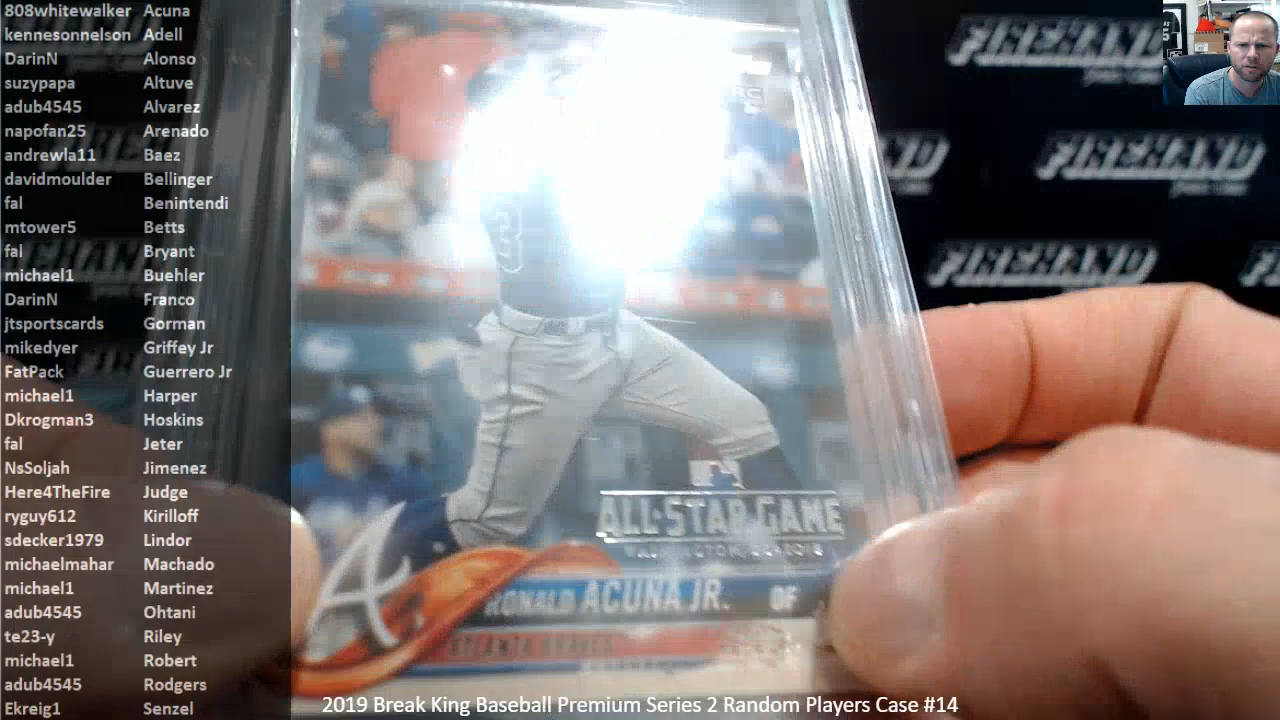 808whitewalker Acuna
kennesonnelson Adell
DarinN Alonso
suzypapa Altuve
adub4545 Alvarez
napofan25 Arenado
andrewla11 Baez
davidmoulder Bellinger
fal Benintendi
mtower5 Betts
fal Bryant
michael1 Buehler
DarinN Franco
jtsportscards Gorman
mikedyer Griffey Jr
FatPack Guerrero Jr
michael1 Harper
Dkrogman3 Hoskins
fal Jeter
NsSoljah Jimenez
Here4TheFire Judge
ryguy612 Kirilloff
sdecker1979 Lindor
michaelmahar Machado
michael1 Martinez
adub4545 Ohtani
te23-y Riley
michael1 Robert
adub4545 Rodgers
Ekreig1 Senzel
FIREHAND
FIREHAND
FIREHAND
RC
3
ALL-STAR GAME
RONALD ACUNA JR. OF
ATLANTA BRAVES
2019 Break King Baseball Premium Series 2 Random Players Case #14